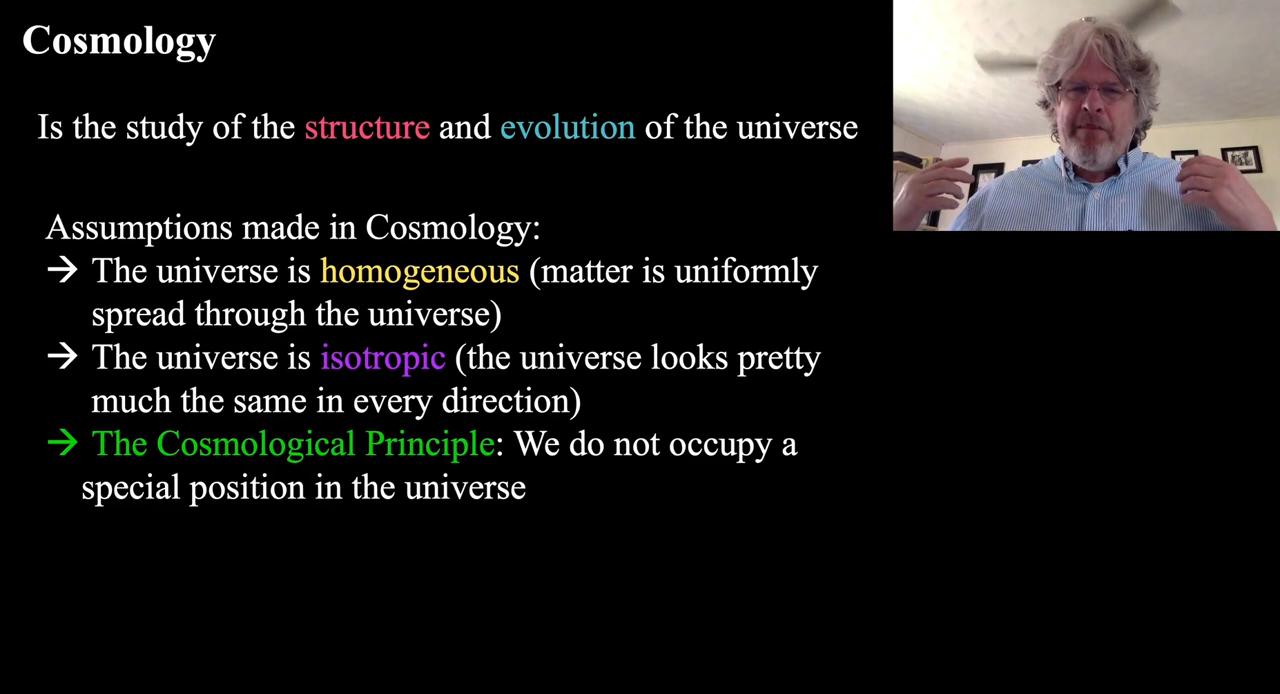 Cosmology
Is the study of the structure and evolution of the universe
Assumptions made in Cosmology:
→ The universe is homogeneous (matter is uniformly
spread through the universe)
→ The universe is isotropic (the universe looks pretty
much the same in every direction)
→ The Cosmological Principle: We do not occupy a
special position in the universe